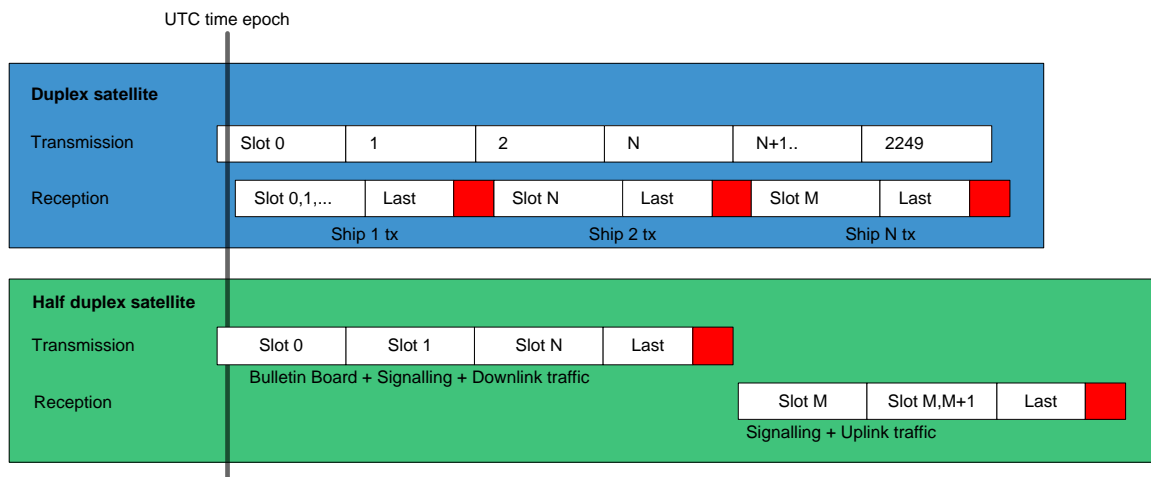 UTC time epoch
Duplex satellite
Transmission Slot 0 1 2 N N+1.. 2249
Reception Slot 0,1,... Last Slot N Last Slot M Last
Ship 1 tx Ship 2 tx Ship N tx
Half duplex satellite
Transmission Slot 0 Slot 1 Slot N Last
Bulletin Board + Signalling + Downlink traffic
Reception Slot M Slot M,M+1 Last
Signalling + Uplink traffic